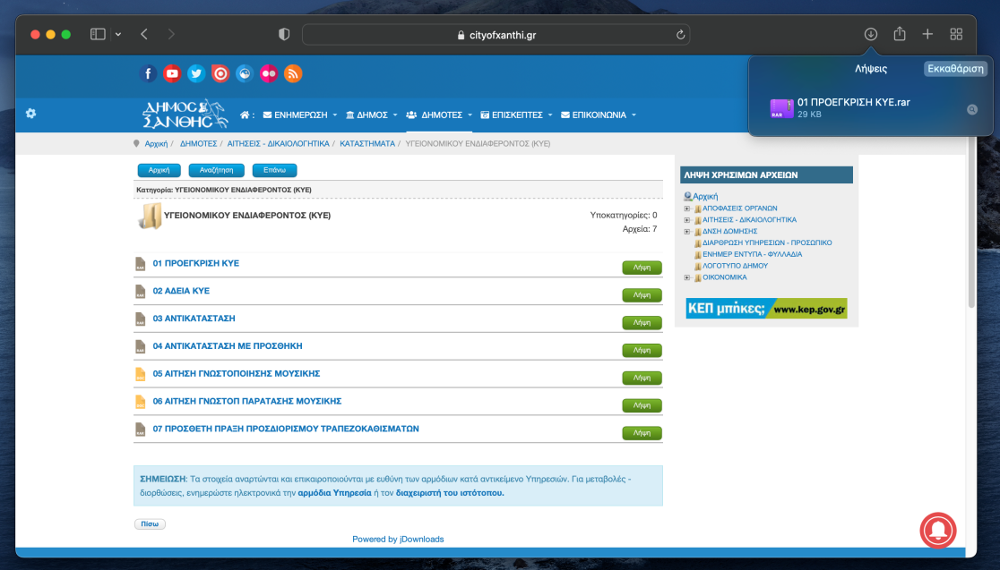 cityofxanthi.gr
Λήψεις
Εκκαθάριση
01 ΠΡΟΕΓΚΡΙΣΗ ΚΥΕ.rar
29 KB
RAR
ΔΗΜΟΣ
ΞΑΝΘΗΣ
:
ΕΝΗΜΕΡΩΣΗ
ΔΗΜΟΣ
ΔΗΜΟΤΕΣ
ΕΠΙΣΚΕΠΤΕΣ
ΕΠΙΚΟΙΝΩΝΙΑ
Αρχική / ΔΗΜΟΤΕΣ / ΑΙΤΗΣΕΙΣ - ΔΙΚΑΙΟΛΟΓΗΤΙΚΑ / ΚΑΤΑΣΤΗΜΑΤΑ / ΥΓΕΙΟΝΟΜΙΚΟΥ ΕΝΔΙΑΦΕΡΟΝΤΟΣ (ΚΥΕ)
Αρχική
Αναζήτηση
Επάνω
Κατηγορία: ΥΓΕΙΟΝΟΜΙΚΟΥ ΕΝΔΙΑΦΕΡΟΝΤΟΣ (ΚΥΕ)
ΥΓΕΙΟΝΟΜΙΚΟΥ ΕΝΔΙΑΦΕΡΟΝΤΟΣ (ΚΥΕ)
Υποκατηγορίες: 0
Αρχεία: 7
01 ΠΡΟΕΓΚΡΙΣΗ ΚΥΕ
Λήψη
02 ΑΔΕΙΑ ΚΥΕ
Λήψη
03 ΑΝΤΙΚΑΤΑΣΤΑΣΗ
Λήψη
04 ΑΝΤΙΚΑΤΑΣΤΑΣΗ ΜΕ ΠΡΟΣΘΗΚΗ
Λήψη
05 ΑΙΤΗΣΗ ΓΝΩΣΤΟΠΟΙΗΣΗΣ ΜΟΥΣΙΚΗΣ
Λήψη
06 ΑΙΤΗΣΗ ΓΝΩΣΤΟΠ ΠΑΡΑΤΑΣΗΣ ΜΟΥΣΙΚΗΣ
Λήψη
07 ΠΡΟΣΘΕΤΗ ΠΡΑΞΗ ΠΡΟΣΔΙΟΡΙΣΜΟΥ ΤΡΑΠΕΖΟΚΑΘΙΣΜΑΤΩΝ
Λήψη
ΣΗΜΕΙΩΣΗ: Τα στοιχεία αναρτώνται και επικαιροποιούνται με ευθύνη των αρμόδιων κατά αντικείμενο Υπηρεσιών. Για μεταβολές -
διορθώσεις, ενημερώστε ηλεκτρονικά την αρμόδια Υπηρεσία ή τον διαχειριστή του ιστότοπου.
Πίσω
Powered by jDownloads
ΛΗΨΗ ΧΡΗΣΙΜΩΝ ΑΡΧΕΙΩΝ
Αρχική
ΑΠΟΦΑΣΕΙΣ ΟΡΓΑΝΩΝ
ΑΙΤΗΣΕΙΣ - ΔΙΚΑΙΟΛΟΓΗΤΙΚΑ
ΔΝΣΗ ΔΟΜΗΣΗΣ
ΔΙΑΡΘΡΩΣΗ ΥΠΗΡΕΣΙΩΝ - ΠΡΟΣΩΠΙΚΟ
ΕΝΗΜΕΡ ΕΝΤΥΠΑ - ΦΥΛΛΑΔΙΑ
ΛΟΓΟΤΥΠΟ ΔΗΜΟΥ
ΟΙΚΟΝΟΜΙΚΑ
ΚΕΠ μπήκες; www.kep.gov.gr